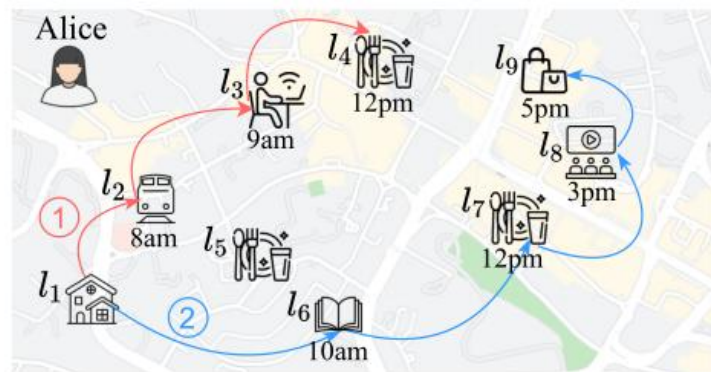 Alice
l₄
12pm
l₃
9am
l₉
5pm
l₈
3pm
l₂
8am
①
l₇
12pm
l₅
l₁
②
l₆
10am